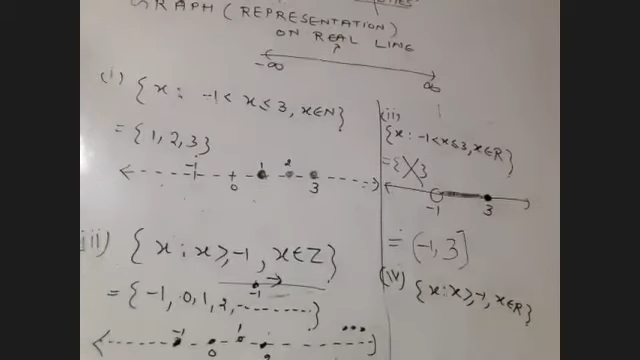 GRAPH (REPRESENTATION)
ON REAL LINE
-∞ ∞
(i) {x : -1 < x ≤ 3, x∈N}
= {1, 2, 3}
-1 0 1 2 3
(ii)
{x : -1 < x ≤ 3, x∈R}
= {
-1 3
= (-1, 3]
(iii) {x : x ≥ -1, x∈Z}
-1
= {-1, 0, 1, 2, ---------}
-1 0 1 2 ...
(iv) {x : x ≥ -1, x∈R}